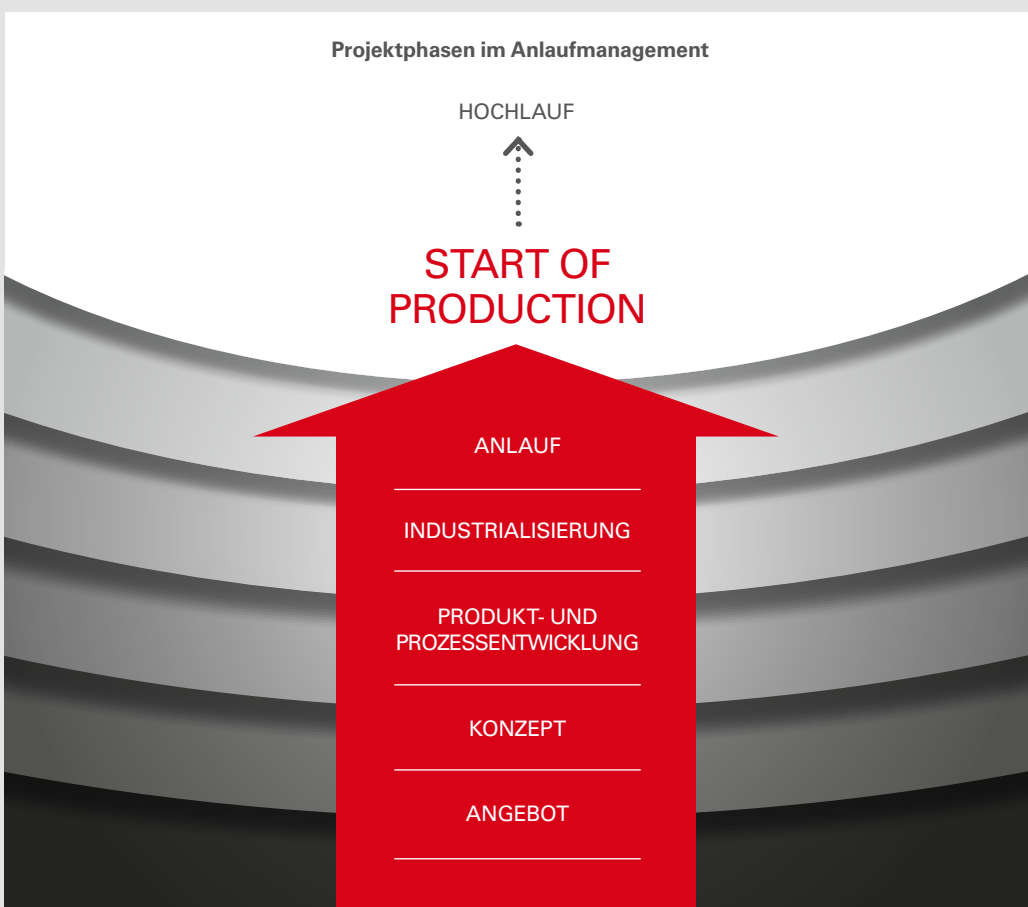 Projektphasen im Anlaufmanagement
HOCHLAUF
START OF
PRODUCTION
ANLAUF
INDUSTRIALISIERUNG
PRODUKT- UND
PROZESSENTWICKLUNG
KONZEPT
ANGEBOT